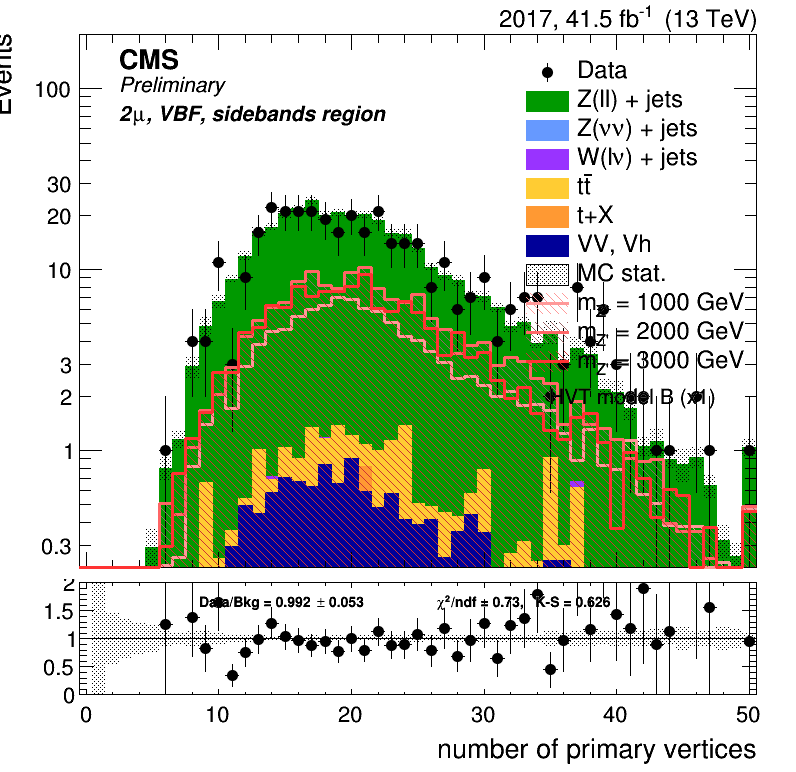 2017, 41.5 fb⁻¹ (13 TeV)
Events
CMS
Preliminary
2μ, VBF, sidebands region
Data
Z(ll) + jets
Z(νν) + jets
W(lν) + jets
tt̄
t+X
VV, Vh
MC stat.
m_Z' = 1000 GeV
m_Z' = 2000 GeV
m_Z' = 3000 GeV
HVT model B (x1)
100
30
20
10
3
2
1
0.3
Data/Bkg = 0.992 ± 0.053
χ²/ndf = 0.73, K-S = 0.626
2
1.5
1
0.5
0
0 10 20 30 40 50
number of primary vertices